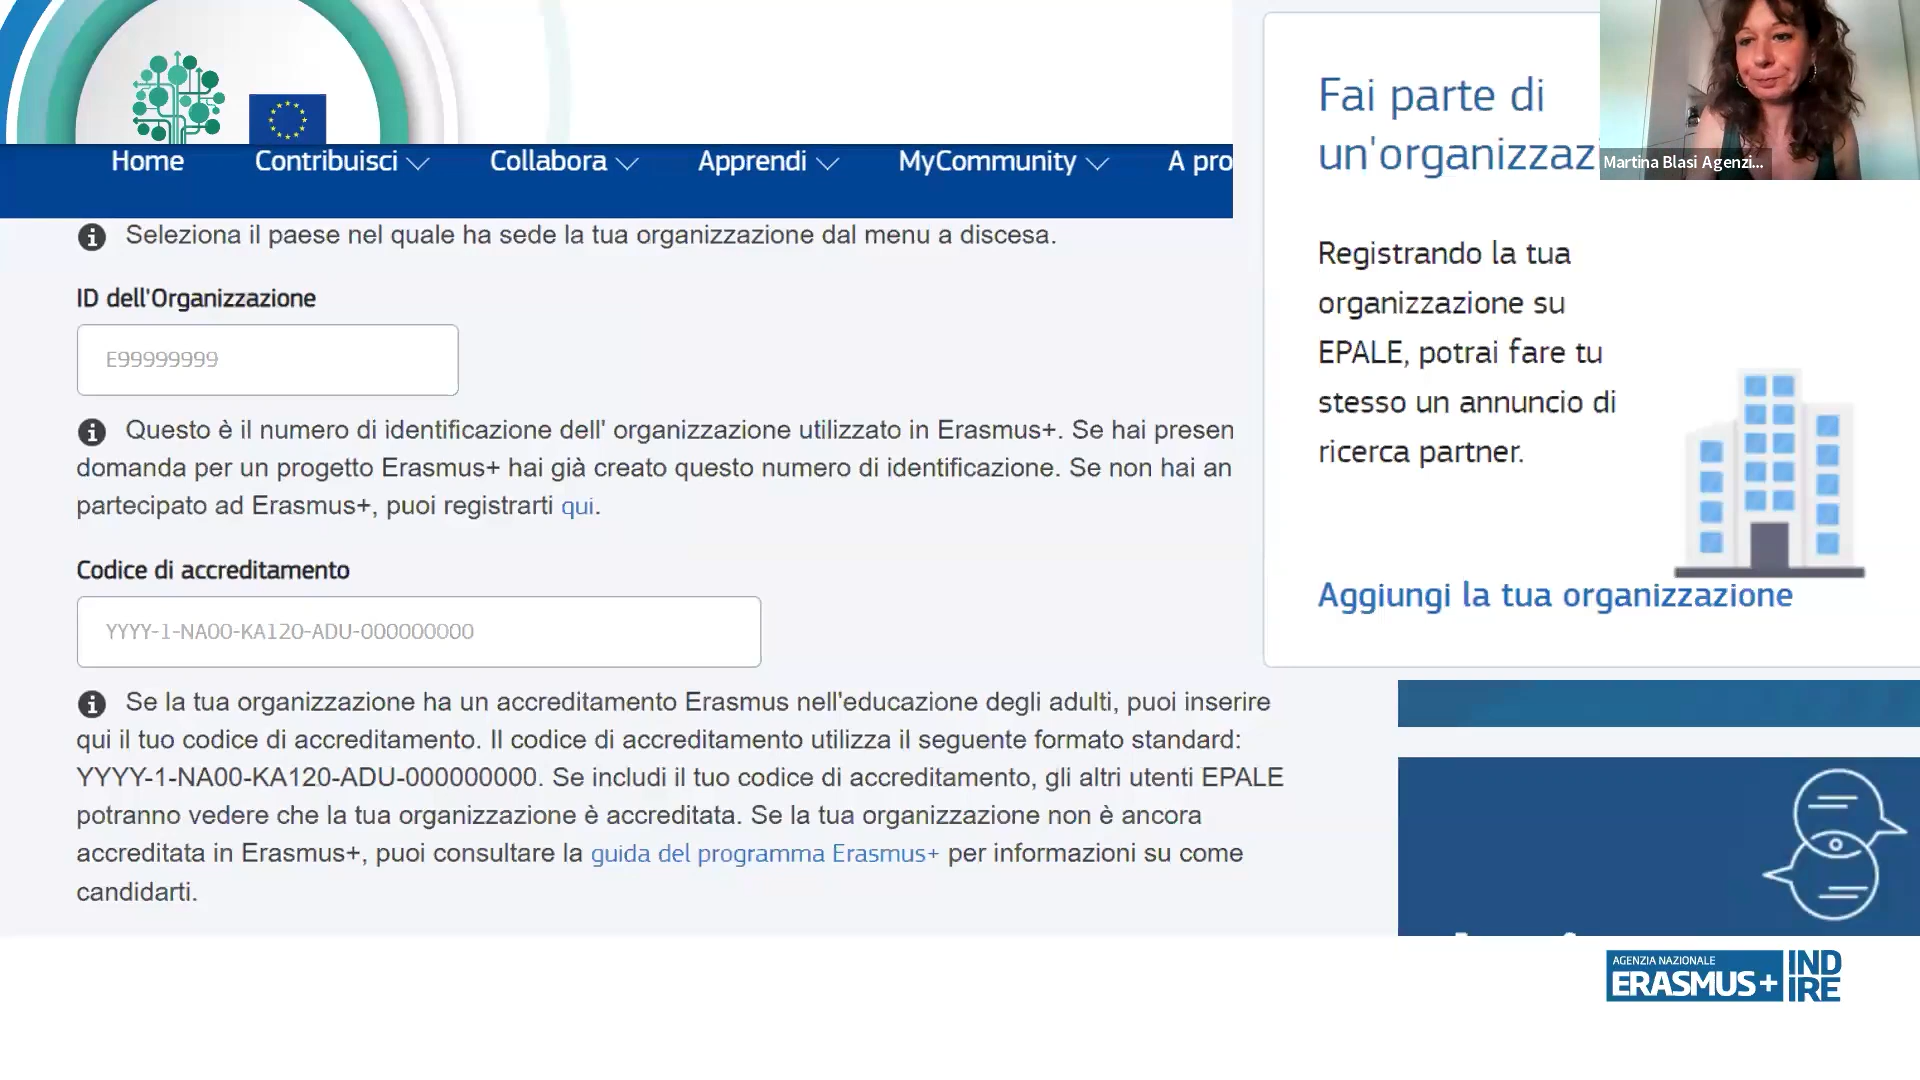 Home
Contribuisci
Collabora
Apprendi
MyCommunity
A pro
Seleziona il paese nel quale ha sede la tua organizzazione dal menu a discesa.
ID dell'Organizzazione
E99999999
Questo è il numero di identificazione dell' organizzazione utilizzato in Erasmus+. Se hai presen
domanda per un progetto Erasmus+ hai già creato questo numero di identificazione. Se non hai an
partecipato ad Erasmus+, puoi registrarti qui.
Codice di accreditamento
YYYY-1-NA00-KA120-ADU-000000000
Se la tua organizzazione ha un accreditamento Erasmus nell'educazione degli adulti, puoi inserire
qui il tuo codice di accreditamento. Il codice di accreditamento utilizza il seguente formato standard:
YYYY-1-NA00-KA120-ADU-000000000. Se includi il tuo codice di accreditamento, gli altri utenti EPALE
potranno vedere che la tua organizzazione è accreditata. Se la tua organizzazione non è ancora
accreditata in Erasmus+, puoi consultare la guida del programma Erasmus+ per informazioni su come
candidarti.
Fai parte di
un'organizzaz
Martina Blasi Agenzi...
Registrando la tua
organizzazione su
EPALE, potrai fare tu
stesso un annuncio di
ricerca partner.
Aggiungi la tua organizzazione
AGENZIA NAZIONALE
ERASMUS+
IND
IRE